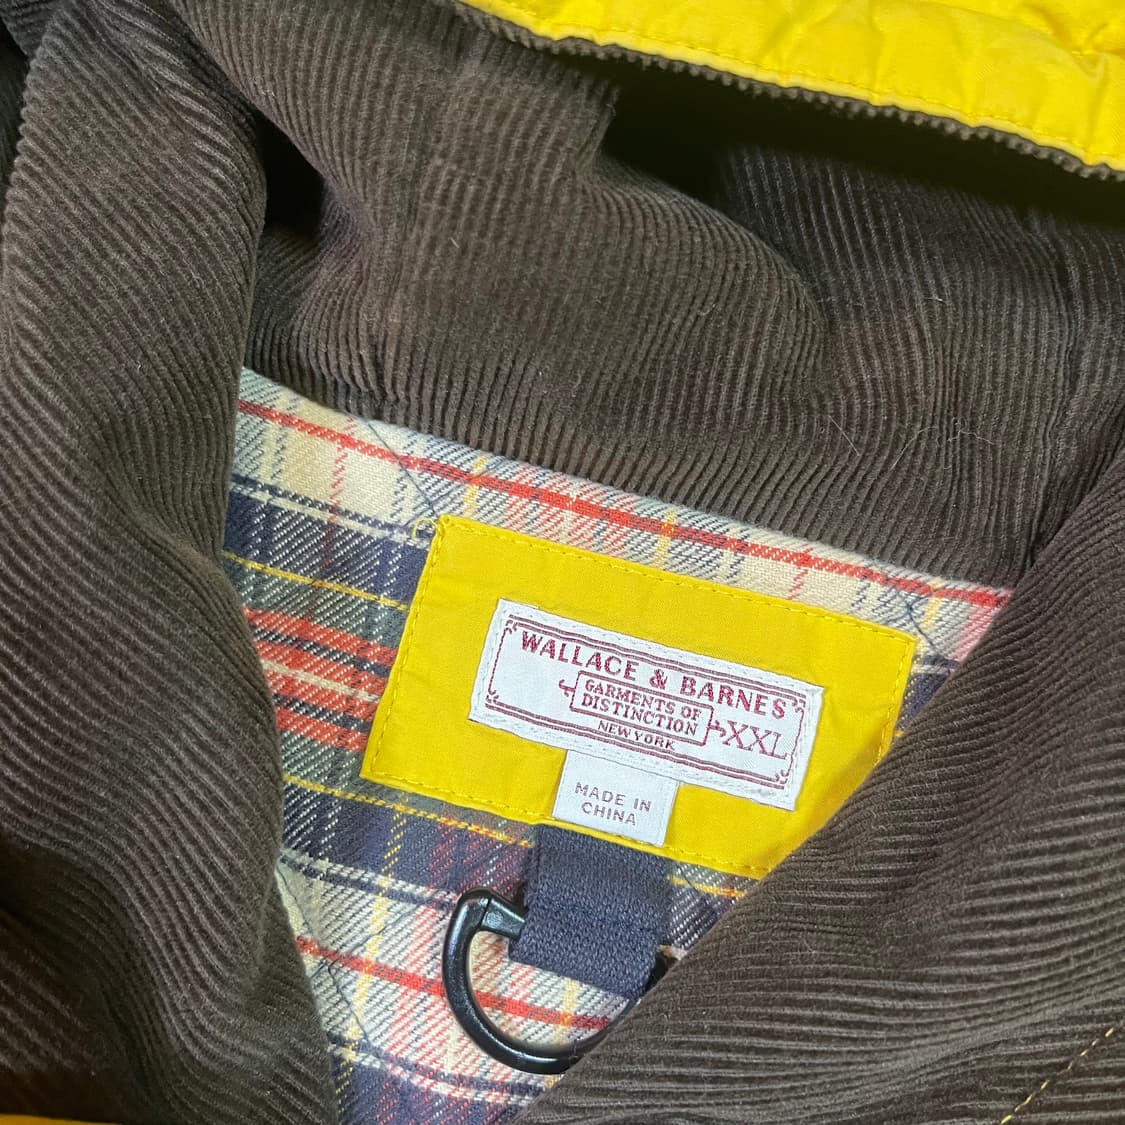 WALLACE & BARNES
GARMENTS OF
DISTINCTION
NEW YORK
XXL
MADE IN
CHINA